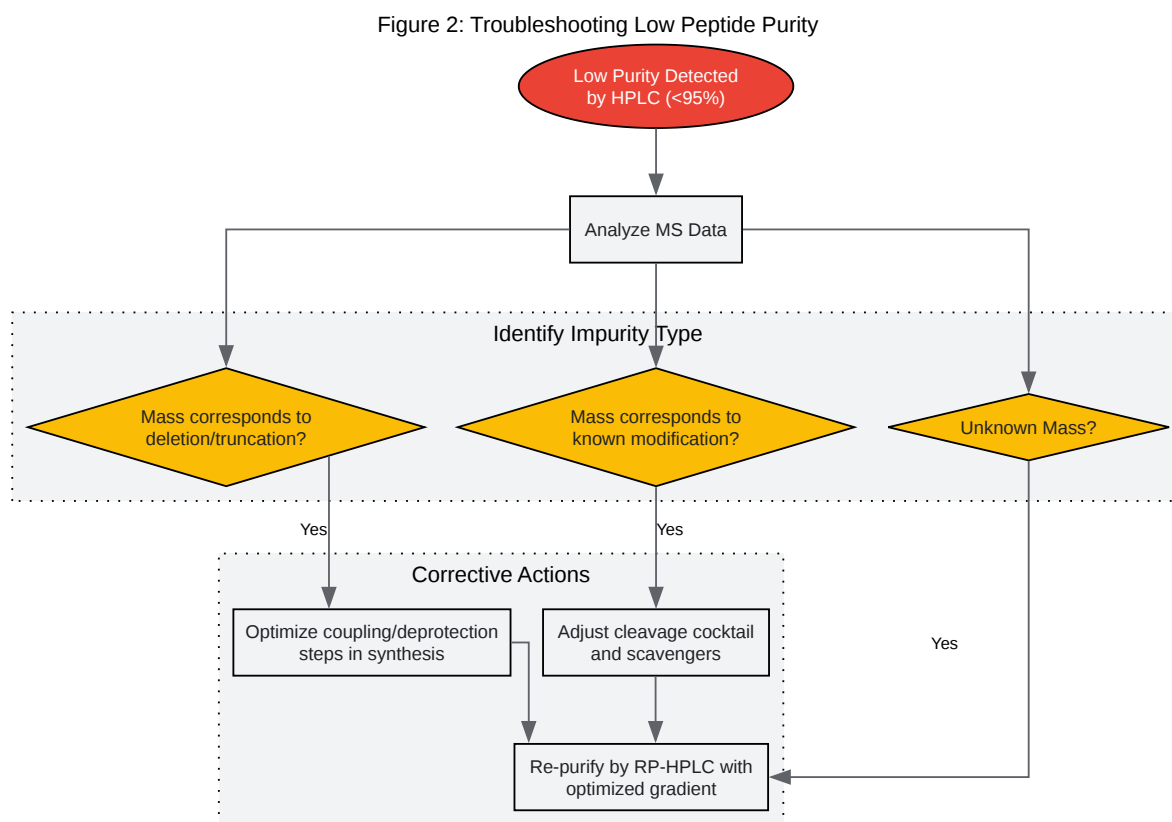 Figure 2: Troubleshooting Low Peptide Purity
Low Purity Detected
by HPLC (<95%)
Analyze MS Data
Identify Impurity Type
Mass corresponds to
deletion/truncation?
Mass corresponds to
known modification?
Unknown Mass?
Yes
Yes
Corrective Actions
Optimize coupling/deprotection
steps in synthesis
Adjust cleavage cocktail
and scavengers
Yes
Re-purify by RP-HPLC with
optimized gradient